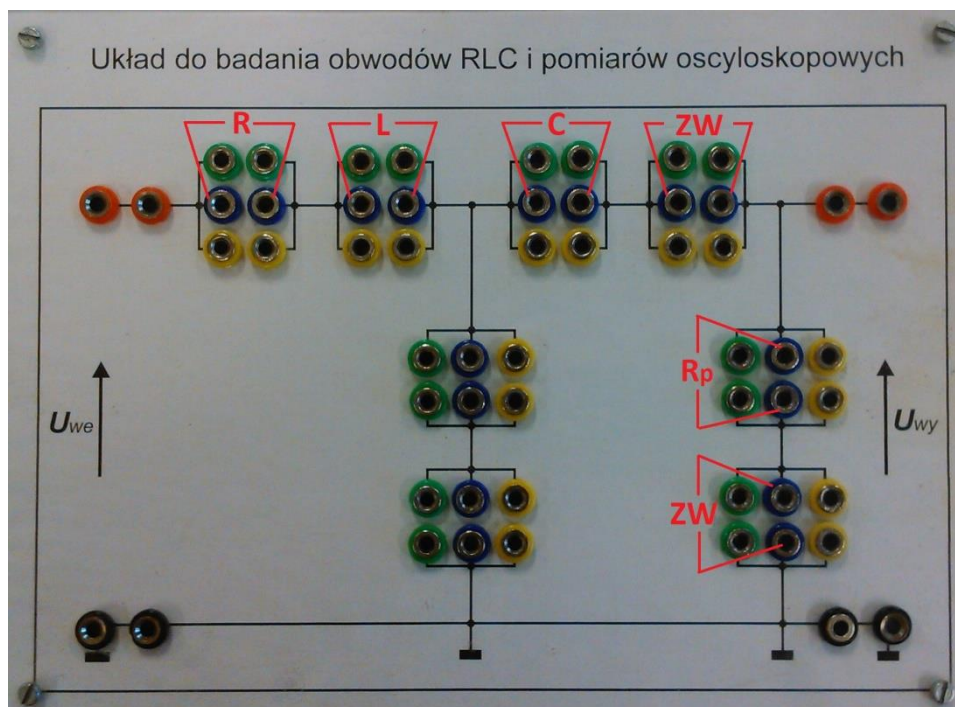 Układ do badania obwodów RLC i pomiarów oscyloskopowych
R L C ZW
Rp
Uwe
Uwy
ZW